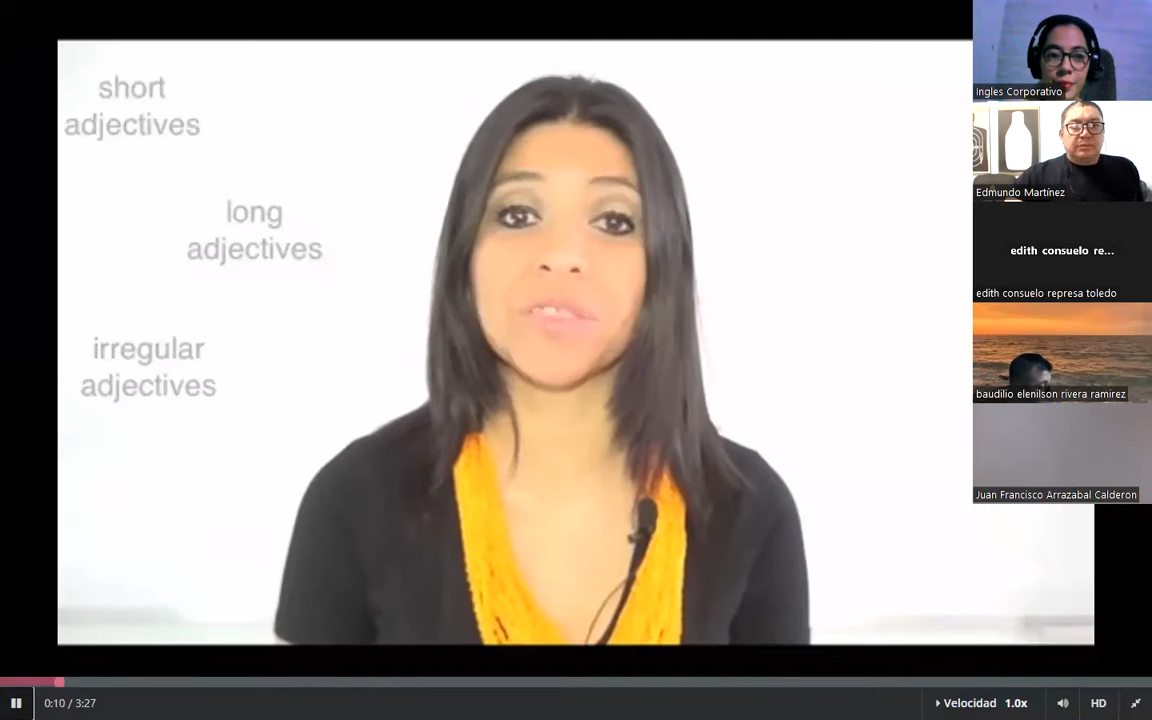 short
adjectives
long
adjectives
irregular
adjectives
Ingles Corporativo
Edmundo Martínez
edith consuelo re...
edith consuelo represa toledo
baudilio elenilson rivera ramirez
Juan Francisco Arrazabal Calderon
0:10 / 3:27
Velocidad 1.0x
HD